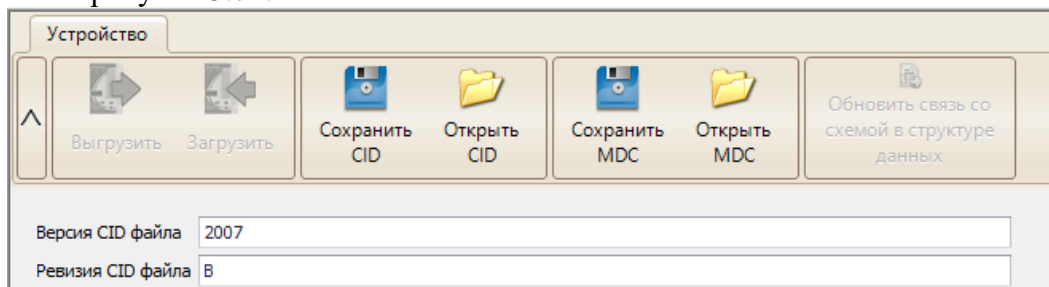 Устройство
Выгрузить
Загрузить
Сохранить
CID
Открыть
CID
Сохранить
MDC
Открыть
MDC
Обновить связь со
схемой в структуре
данных
Версия CID файла 2007
Ревизия CID файла B